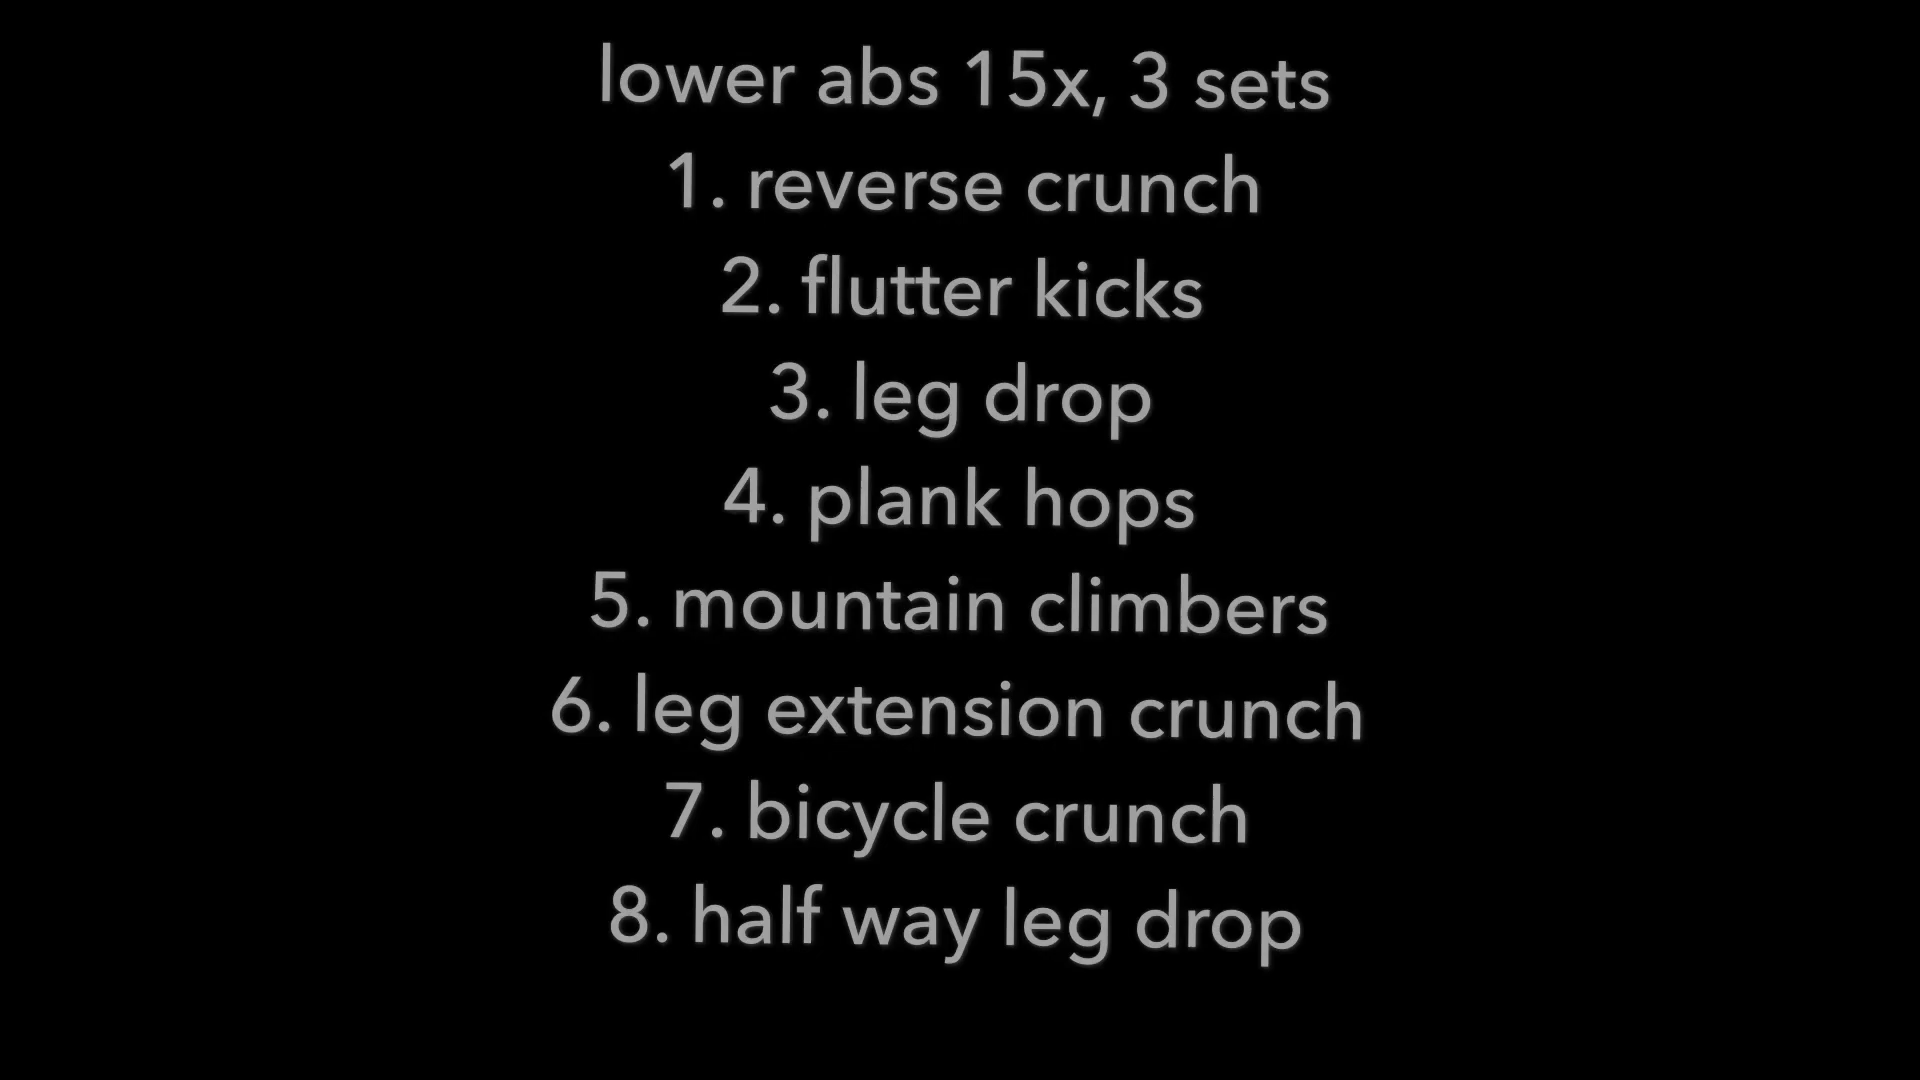 lower abs 15x, 3 sets
1. reverse crunch
2. flutter kicks
3. leg drop
4. plank hops
5. mountain climbers
6. leg extension crunch
7. bicycle crunch
8. half way leg drop